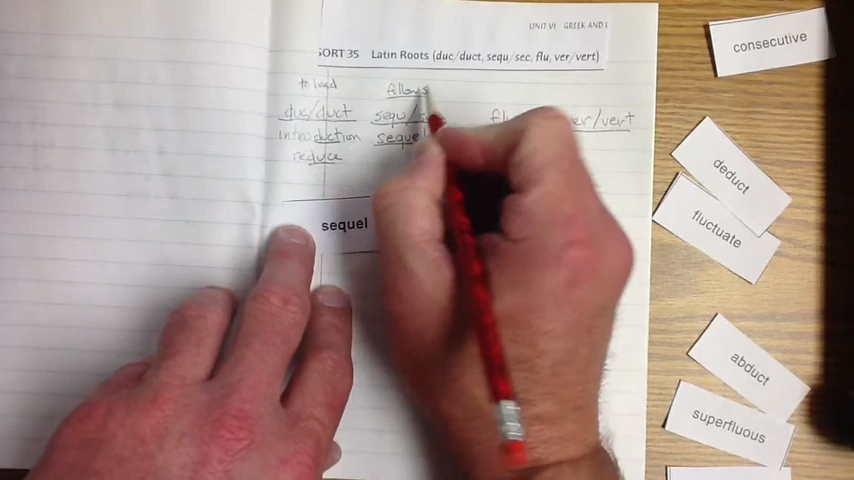 UNIT VI GREEK AND
SORT 35 Latin Roots (duc/duct, sequ/sec, flu, ver/vert)
to lead follows
duc/duct sequ/s fl ver/vert
introduction sequel
reduce
sequel
consecutive
deduct
fluctuate
abduct
superfluous